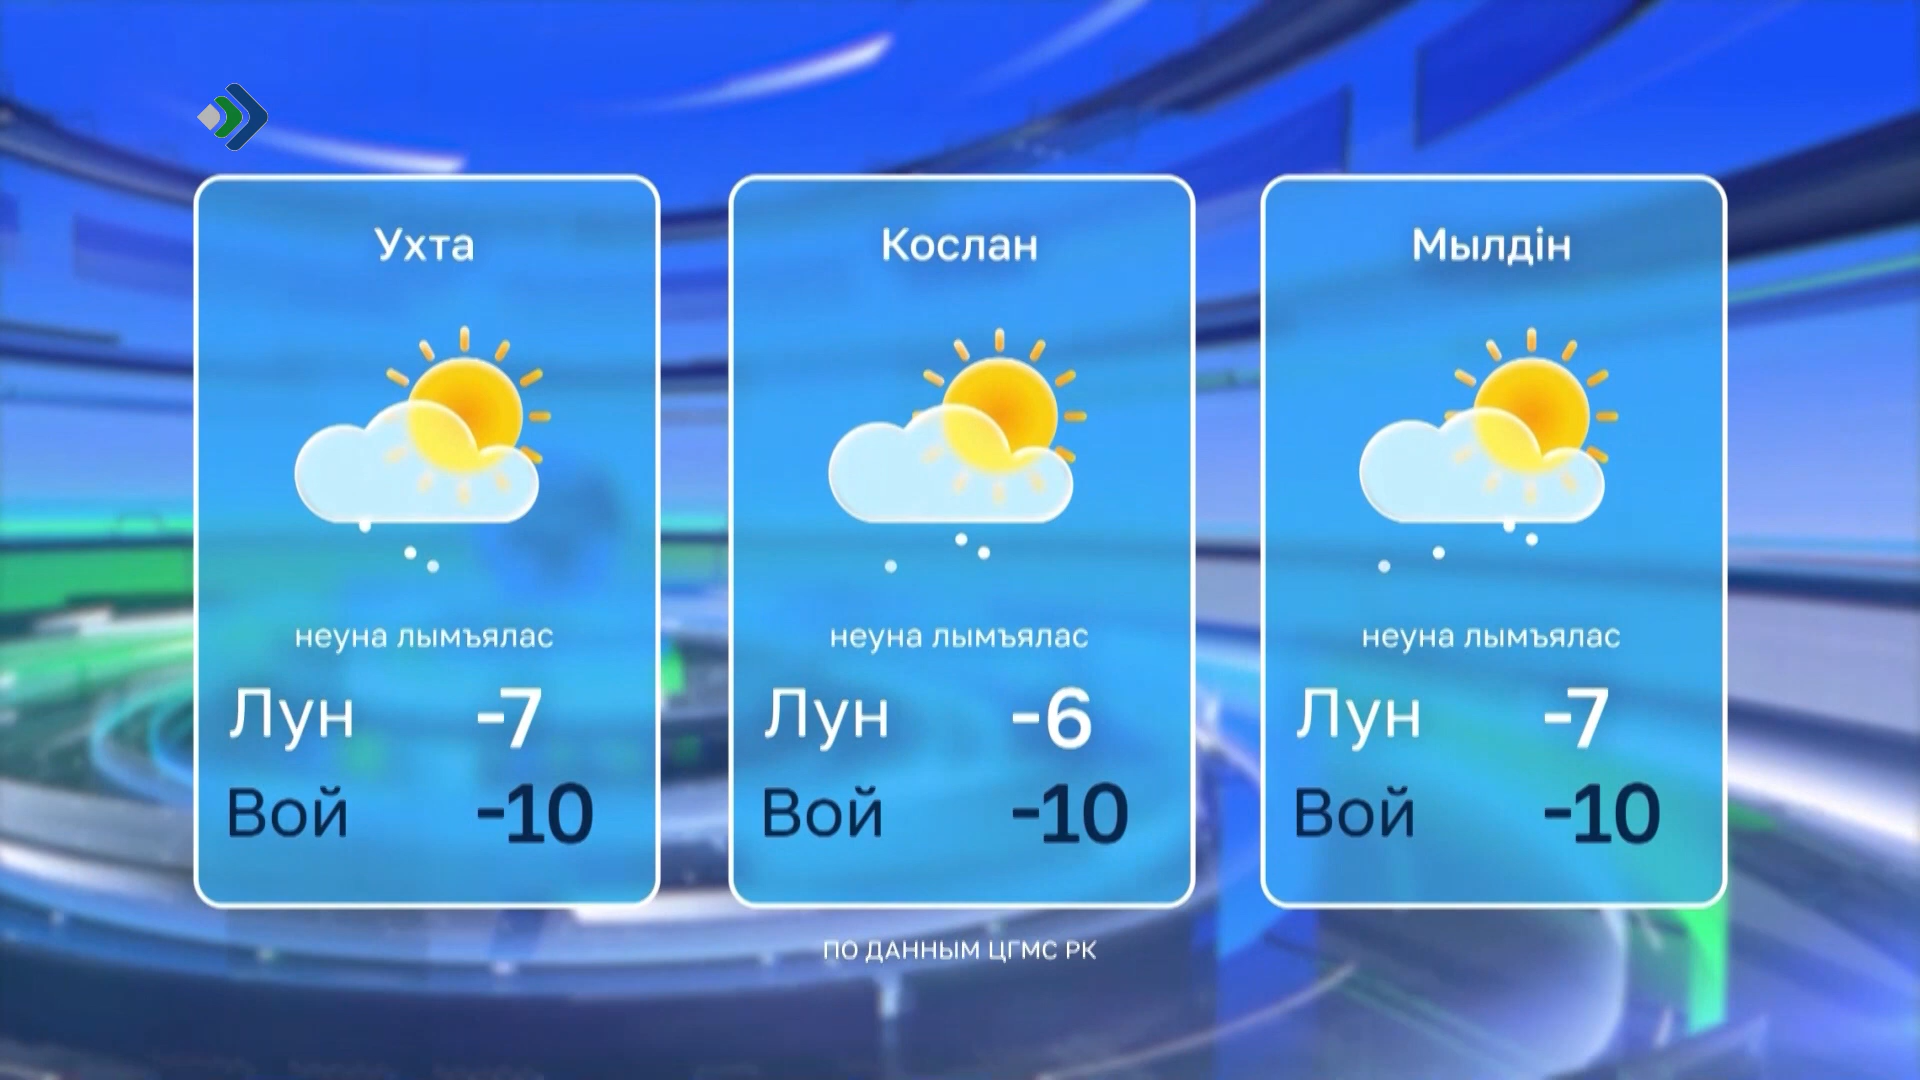 Ухта
неуна лымъялас
Лун -7
Вой -10
Кослан
неуна лымъялас
Лун -6
Вой -10
Мылдін
неуна лымъялас
Лун -7
Вой -10
ПО ДАННЫМ ЦГМС РК